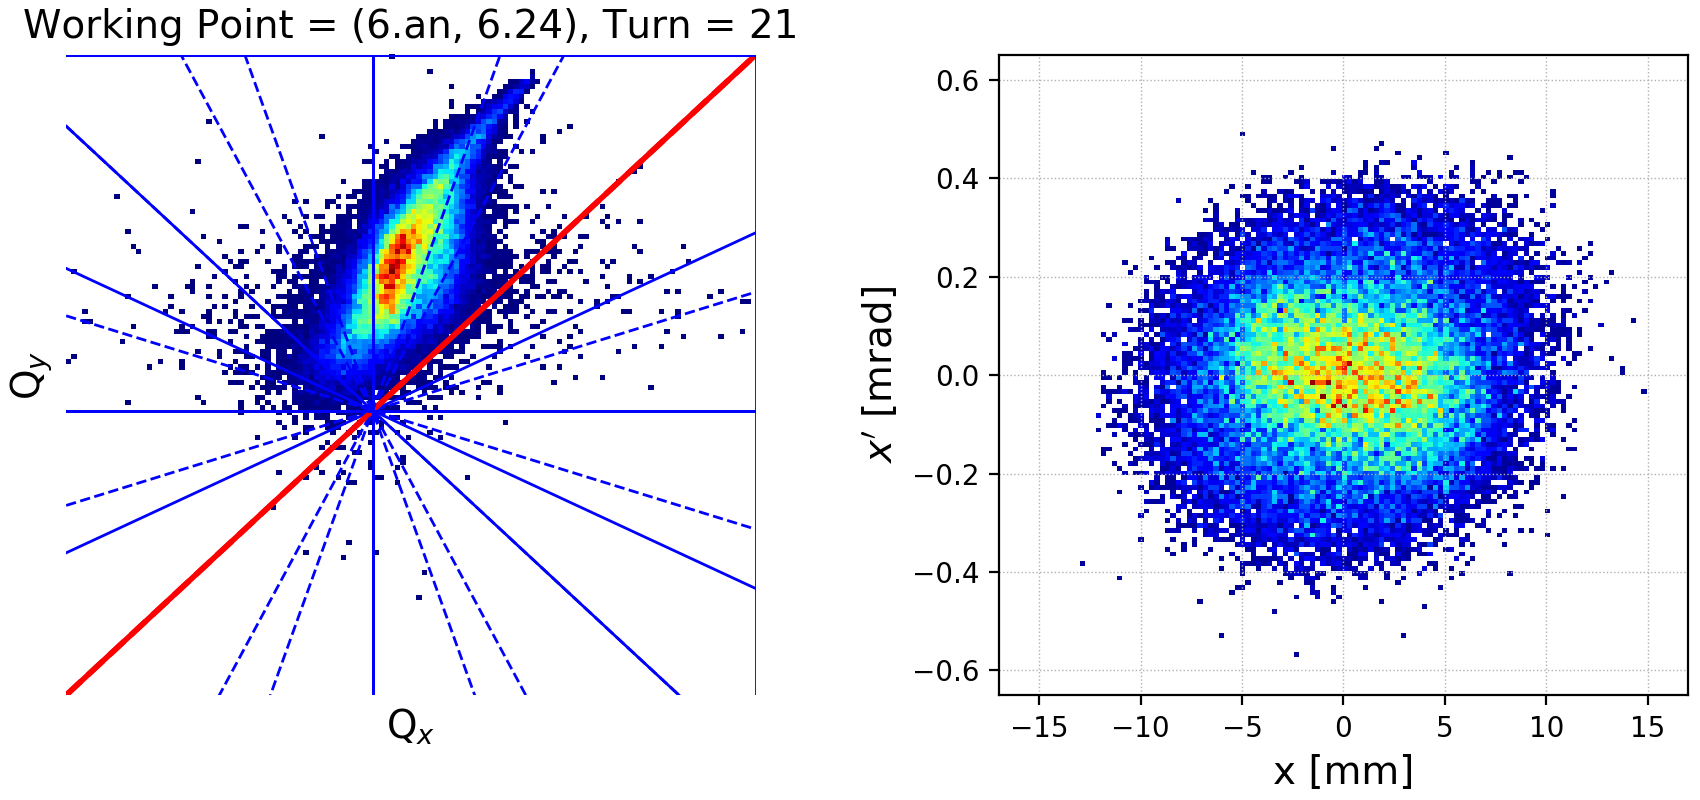 Working Point = (6.an, 6.24), Turn = 21
Qy
Qx
0.6
0.4
0.2
0.0
−0.2
−0.4
−0.6
x′ [mrad]
−15 −10 −5 0 5 10 15
x [mm]